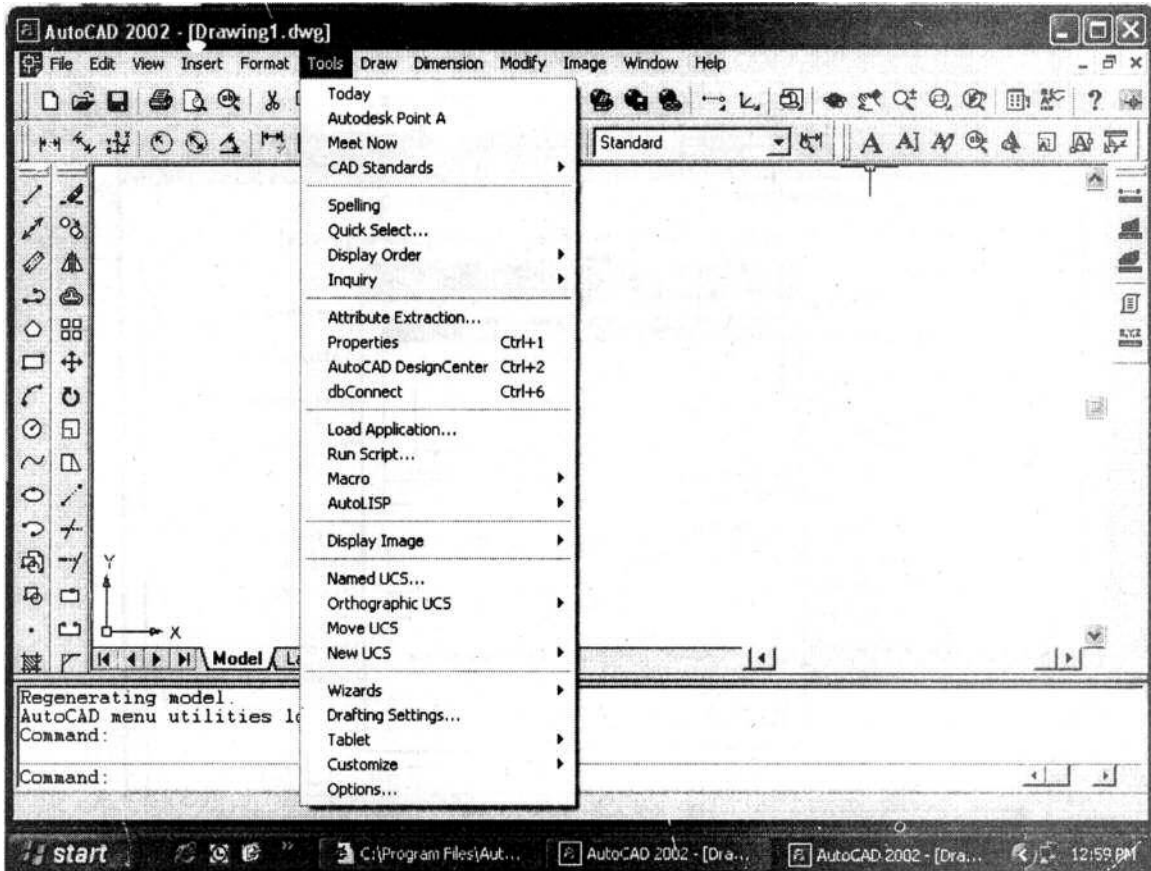 AutoCAD 2002 - [Drawing1.dwg]
File Edit View Insert Format Tools Draw Dimension Modify Image Window Help
Today
Autodesk Point A
Meet Now
CAD Standards
Standard
Spelling
Quick Select...
Display Order
Inquiry
Attribute Extraction...
Properties Ctrl+1
AutoCAD DesignCenter Ctrl+2
dbConnect Ctrl+6
Load Application...
Run Script...
Macro
AutoLISP
Display Image
Named UCS...
Orthographic UCS
Move UCS
New UCS
Wizards
Drafting Settings...
Tablet
Customize
Options...
Y
X
Model
Regenerating model.
AutoCAD menu utilities
Command:
Command:
start
C:\Program Files\Aut...
AutoCAD 2002 - [Dra...
AutoCAD 2002 - [Dra...
12:59 PM